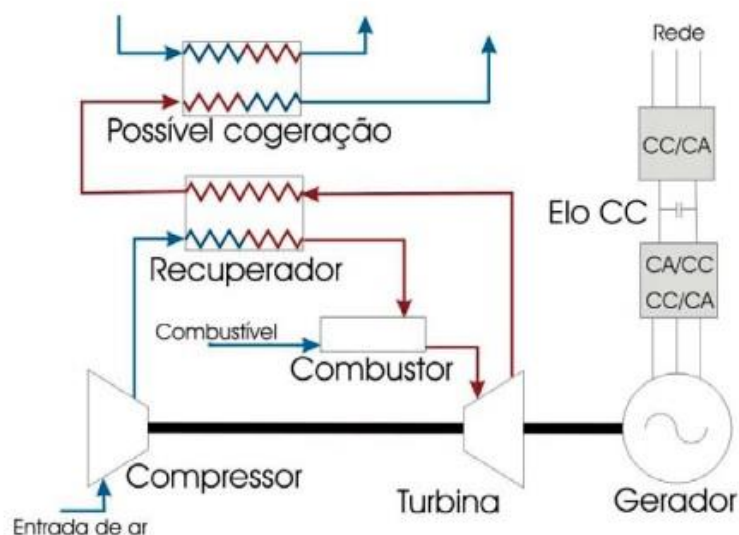 Rede
CC/CA
Possível cogeração
Elo CC
CA/CC
CC/CA
Recuperador
Combustível
Combustor
Compressor
Turbina
Gerador
Entrada de ar